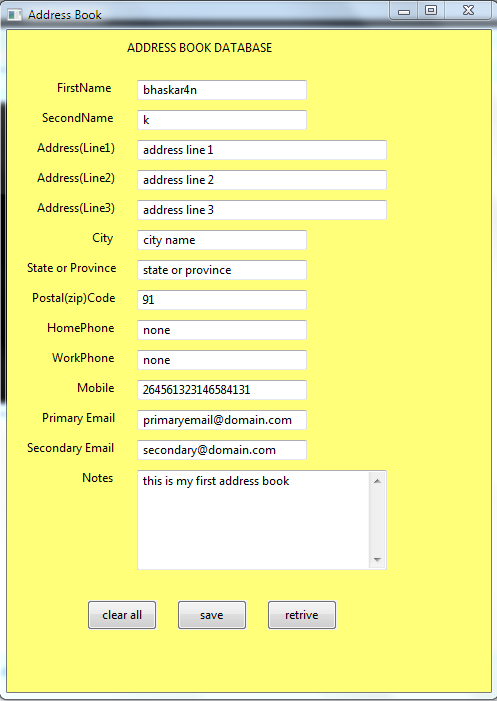 Address Book
ADDRESS BOOK DATABASE
FirstName bhaskar4n
SecondName k
Address(Line1) address line 1
Address(Line2) address line 2
Address(Line3) address line 3
City city name
State or Province state or province
Postal(zip)Code 91
HomePhone none
WorkPhone none
Mobile 264561323146584131
Primary Email primaryemail@domain.com
Secondary Email secondary@domain.com
Notes this is my first address book
clear all save retrive